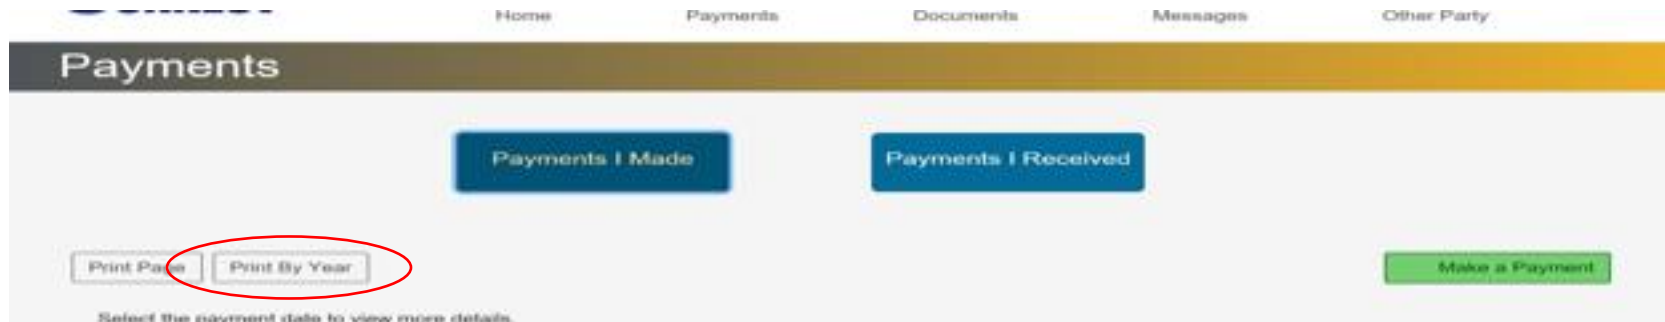 Home Payments Documents Messages Other Party
Payments
Payments I Made Payments I Received
Print Page Print By Year Make a Payment
Select the payment date to view more details.